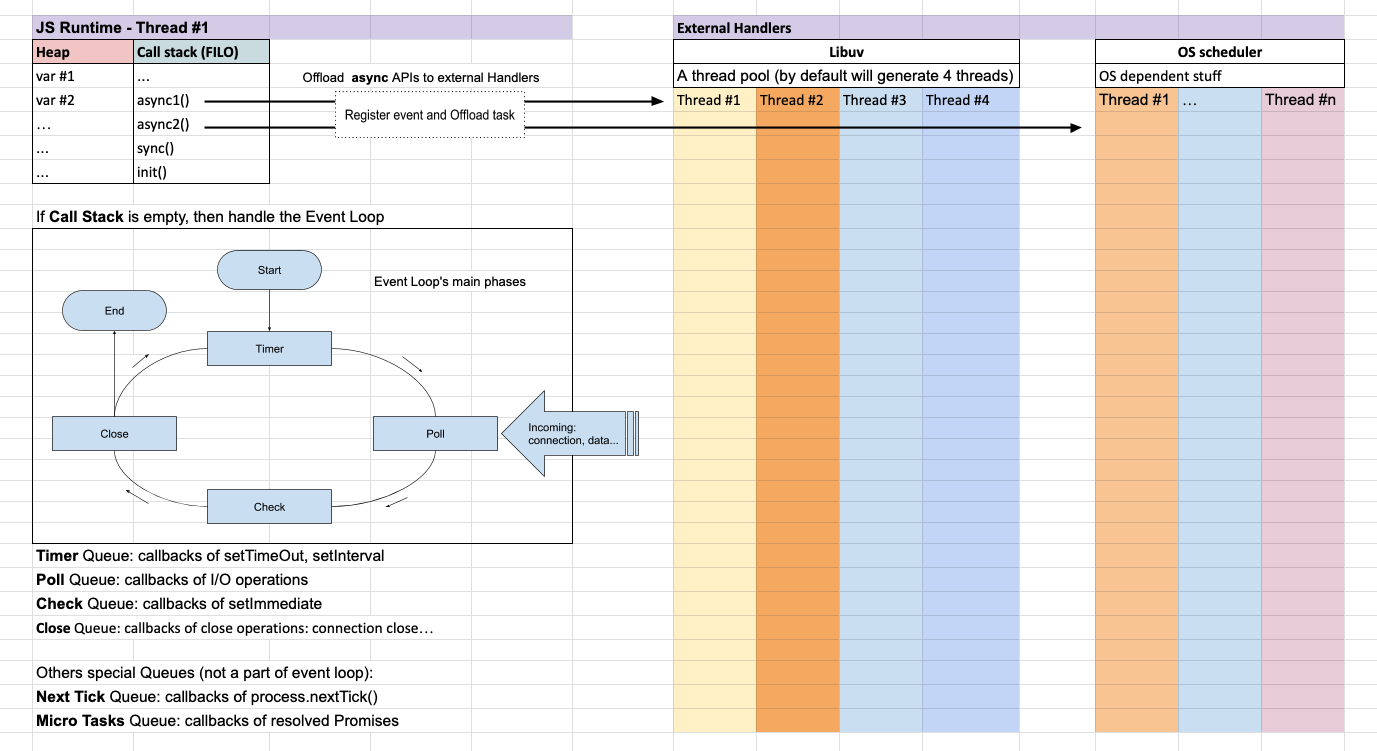 JS Runtime - Thread #1
External Handlers
Heap
Call stack (FILO)
Libuv
OS scheduler
var #1
...
Offload async APIs to external Handlers
A thread pool (by default will generate 4 threads)
OS dependent stuff
var #2
async1()
Thread #1
Thread #2
Thread #3
Thread #4
Thread #1
...
Thread #n
Register event and Offload task
...
async2()
...
sync()
...
init()
If Call Stack is empty, then handle the Event Loop
Start
Event Loop's main phases
End
Timer
Close
Poll
Incoming:
connection, data...
Check
Timer Queue: callbacks of setTimeOut, setInterval
Poll Queue: callbacks of I/O operations
Check Queue: callbacks of setImmediate
Close Queue: callbacks of close operations: connection close…
Others special Queues (not a part of event loop):
Next Tick Queue: callbacks of process.nextTick()
Micro Tasks Queue: callbacks of resolved Promises